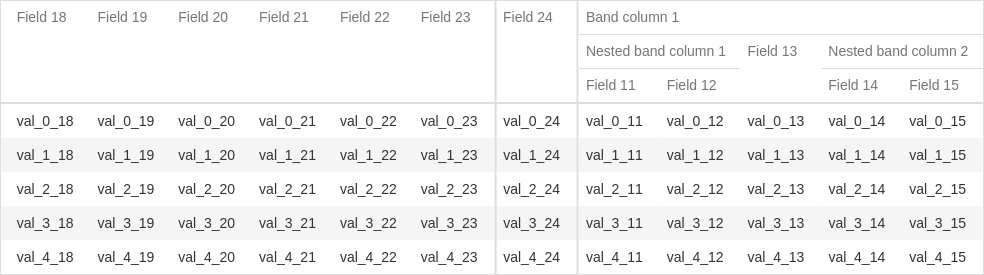 Field 18 Field 19 Field 20 Field 21 Field 22 Field 23 Field 24 Band column 1
Nested band column 1 Field 13 Nested band column 2
Field 11 Field 12 Field 14 Field 15
val_0_18 val_0_19 val_0_20 val_0_21 val_0_22 val_0_23 val_0_24 val_0_11 val_0_12 val_0_13 val_0_14 val_0_15
val_1_18 val_1_19 val_1_20 val_1_21 val_1_22 val_1_23 val_1_24 val_1_11 val_1_12 val_1_13 val_1_14 val_1_15
val_2_18 val_2_19 val_2_20 val_2_21 val_2_22 val_2_23 val_2_24 val_2_11 val_2_12 val_2_13 val_2_14 val_2_15
val_3_18 val_3_19 val_3_20 val_3_21 val_3_22 val_3_23 val_3_24 val_3_11 val_3_12 val_3_13 val_3_14 val_3_15
val_4_18 val_4_19 val_4_20 val_4_21 val_4_22 val_4_23 val_4_24 val_4_11 val_4_12 val_4_13 val_4_14 val_4_15